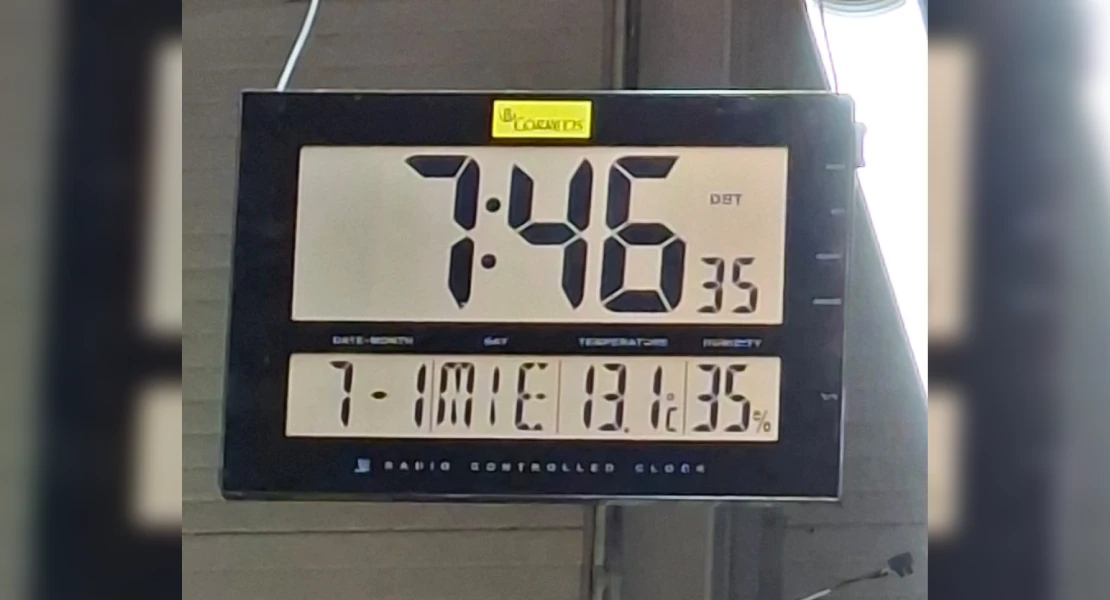 Correos
7:46 35 DST
DATE-MONTH DAY TEMPERATURE HUMIDITY
7-1 MIE 13.1°C 35%
RADIO CONTROLLED CLOCK